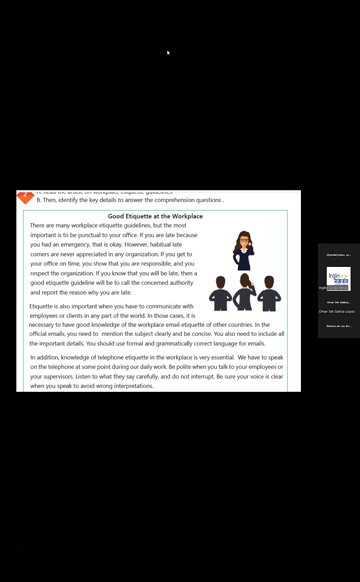 A. Read the article on workplace etiquette guidelines.
B. Then, identify the key details to answer the comprehension questions .
Good Etiquette at the Workplace
There are many workplace etiquette guidelines, but the most
important is to be punctual to your office. If you are late because
you had an emergency, that is okay. However, habitual late
comers are never appreciated in any organization. If you get to
your office on time, you show that you are responsible, and you
respect the organization. If you know that you will be late, then a
good etiquette guideline will be to call the concerned authority
and report the reason why you are late.
Etiquette is also important when you have to communicate with
employees or clients in any part of the world. In those cases, it is
necessary to have good knowledge of the workplace email etiquette of other countries. In the
official emails, you need to mention the subject clearly and be concise. You also need to include all
the important details. You should use formal and grammatically correct language for emails.
In addition, knowledge of telephone etiquette in the workplace is very essential. We have to speak
on the telephone at some point during our daily work. Be polite when you talk to your employees or
your supervisors. Listen to what they say carefully, and do not interrupt. Be sure your voice is clear
when you speak to avoid wrong interpretations.